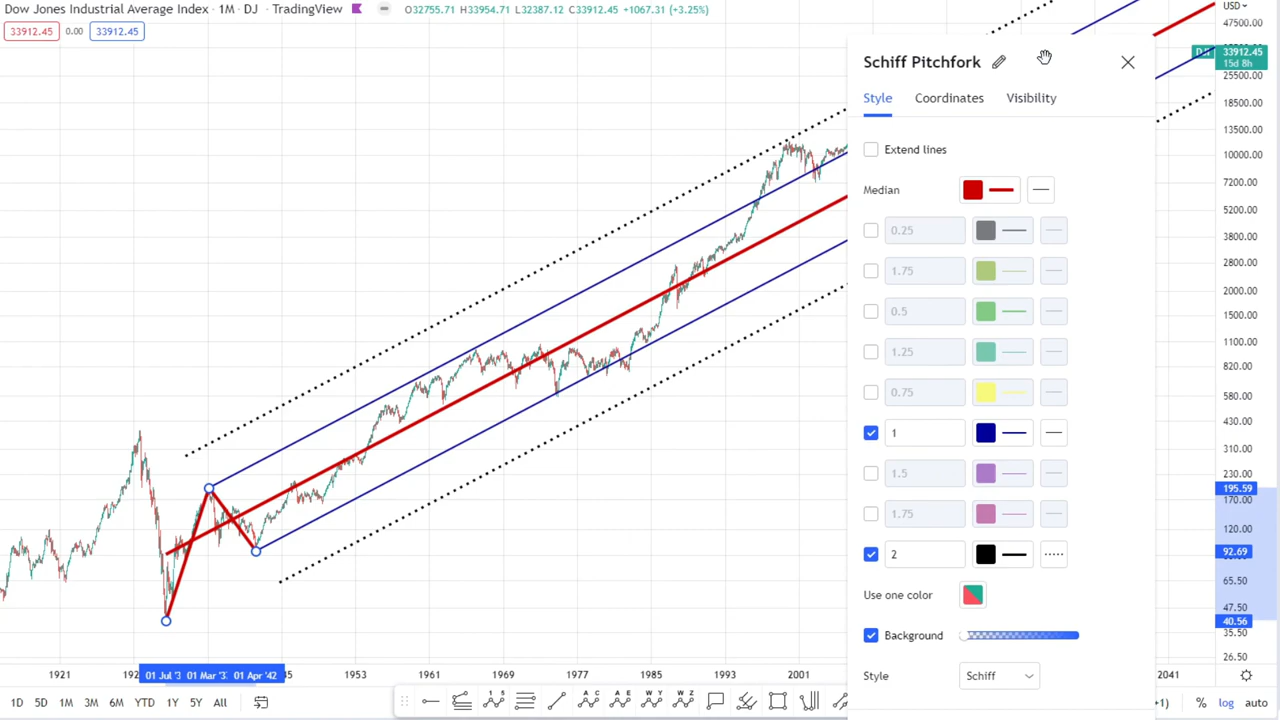 Dow Jones Industrial Average Index · 1M · DJ · TradingView
O32755.71 H33954.71 L32387.12 C33912.45 +1067.31 (+3.25%)
33912.45 0.00 33912.45
USD
47500.00
DJI 33912.45
15d 8h
25500.00
18500.00
13500.00
10000.00
7200.00
5200.00
3800.00
2800.00
2000.00
1500.00
1100.00
820.00
580.00
430.00
310.00
230.00
195.59
170.00
120.00
92.69
65.50
47.50
40.56
35.50
26.50
Schiff Pitchfork
Style Coordinates Visibility
Extend lines
Median
0.25
1.75
0.5
1.25
0.75
1
1.5
1.75
2
Use one color
Background
Style Schiff
1921 01 Jul '3 01 Mar '3 01 Apr '42 1953 1961 1969 1977 1985 1993 2001 2041
1D 5D 1M 3M 6M YTD 1Y 5Y All
A C A E W Y W Z
% log auto